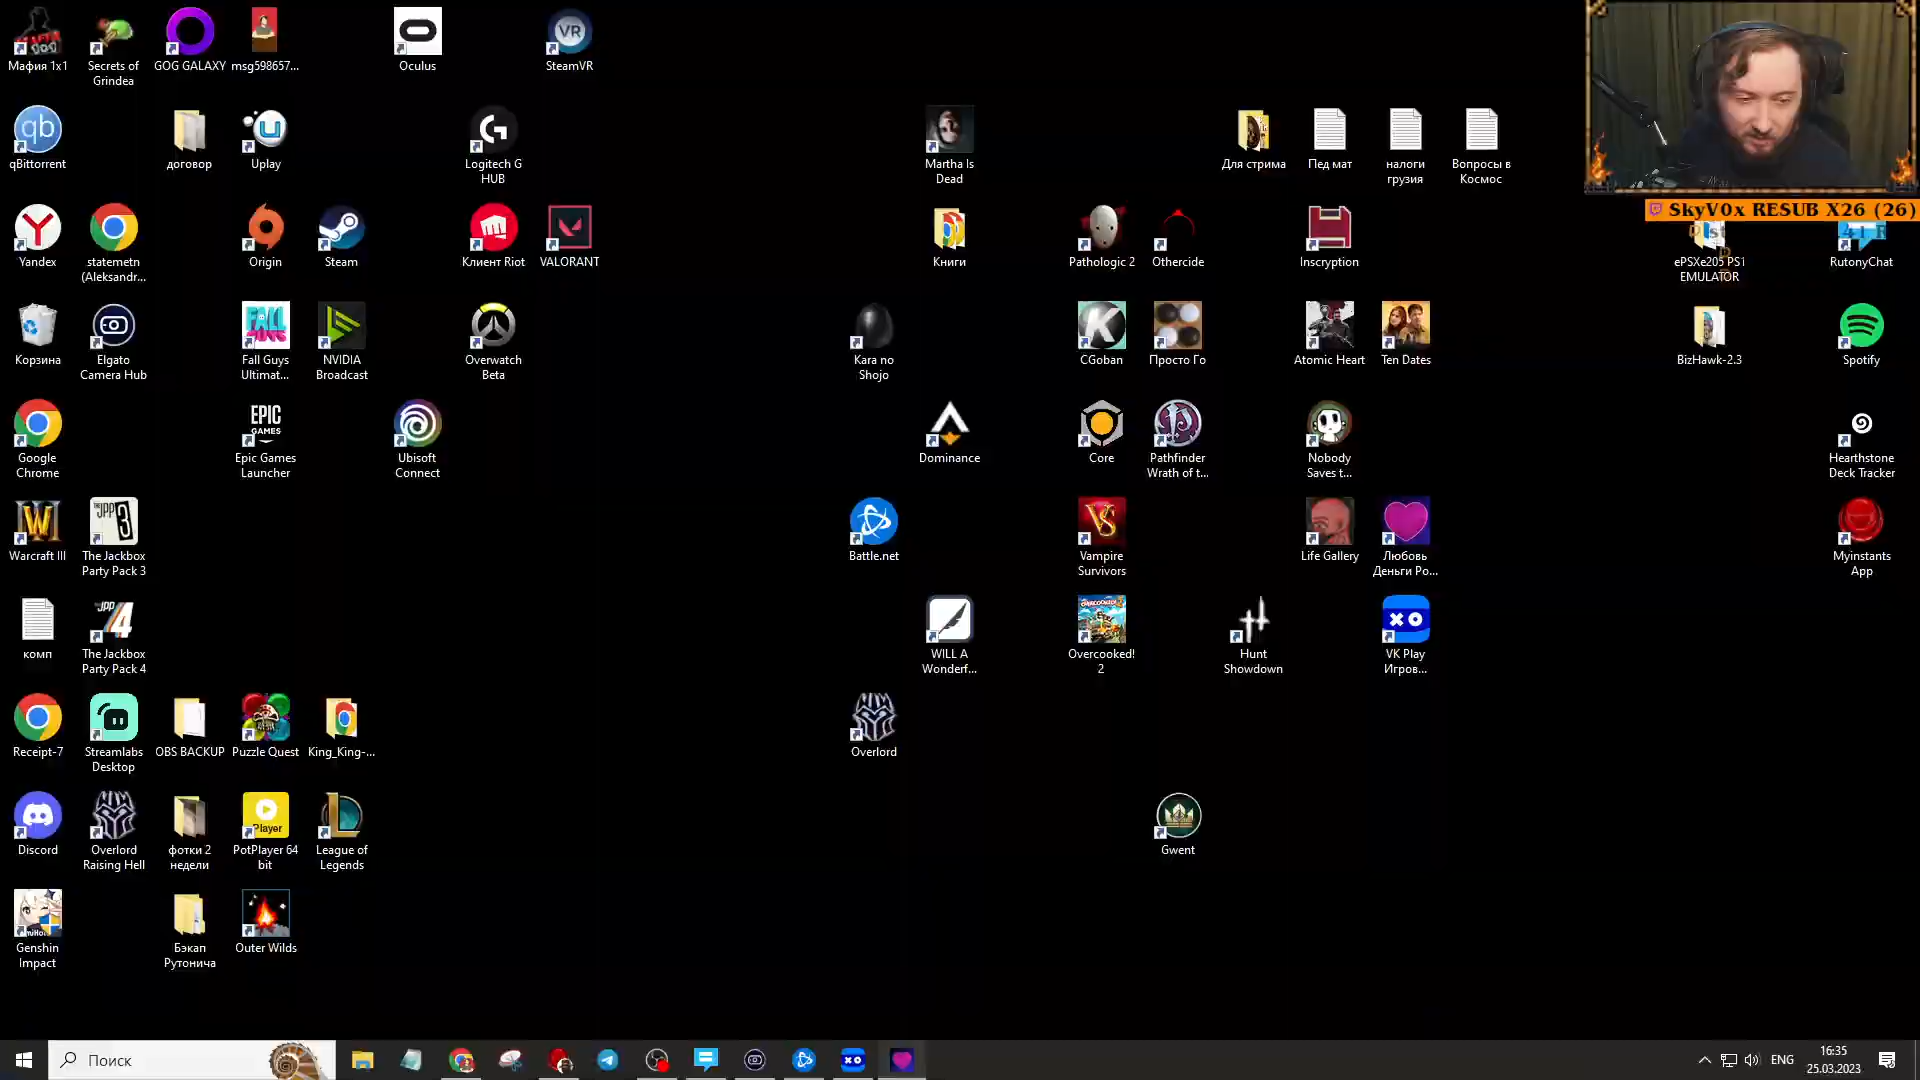 Мафия 1x1
Secrets of
Grindea
GOG GALAXY
msg598657...
Oculus
SteamVR
qBittorrent
договор
Uplay
Logitech G
HUB
Martha Is
Dead
Для стрима
Пед мат
налоги
грузия
Вопросы в
Космос
SkyV0x RESUB X26 (26)
Yandex
statemetn
(Aleksandr...
Origin
Steam
Клиент Riot
VALORANT
Книги
Pathologic 2
Othercide
Inscryption
ePSXe205 PS1
EMULATOR
RutonyChat
Корзина
Elgato
Camera Hub
FALL
GUYS
Fall Guys
Ultimat...
NVIDIA
Broadcast
Overwatch
Beta
Kara no
Shojo
CGoban
Просто Го
Atomic Heart
Ten Dates
BizHawk-2.3
Spotify
Google
Chrome
EPIC
GAMES
Epic Games
Launcher
Ubisoft
Connect
Dominance
Core
Pathfinder
Wrath of t...
Nobody
Saves t...
Hearthstone
Deck Tracker
Warcraft III
The Jackbox
Party Pack 3
Battle.net
Vampire
Survivors
Life Gallery
Любовь
Деньги Ро...
Myinstants
App
комп
The Jackbox
Party Pack 4
WILL A
Wonderf...
Overcooked!
2
Hunt
Showdown
VK Play
Игров...
Receipt-7
Streamlabs
Desktop
OBS BACKUP
Puzzle Quest
King_King-...
Overlord
Discord
Overlord
Raising Hell
фотки 2
недели
Player
PotPlayer 64
bit
League of
Legends
Gwent
Genshin
Impact
Бэкап
Рутонича
Outer Wilds
Поиск
ENG
16:35
25.03.2023